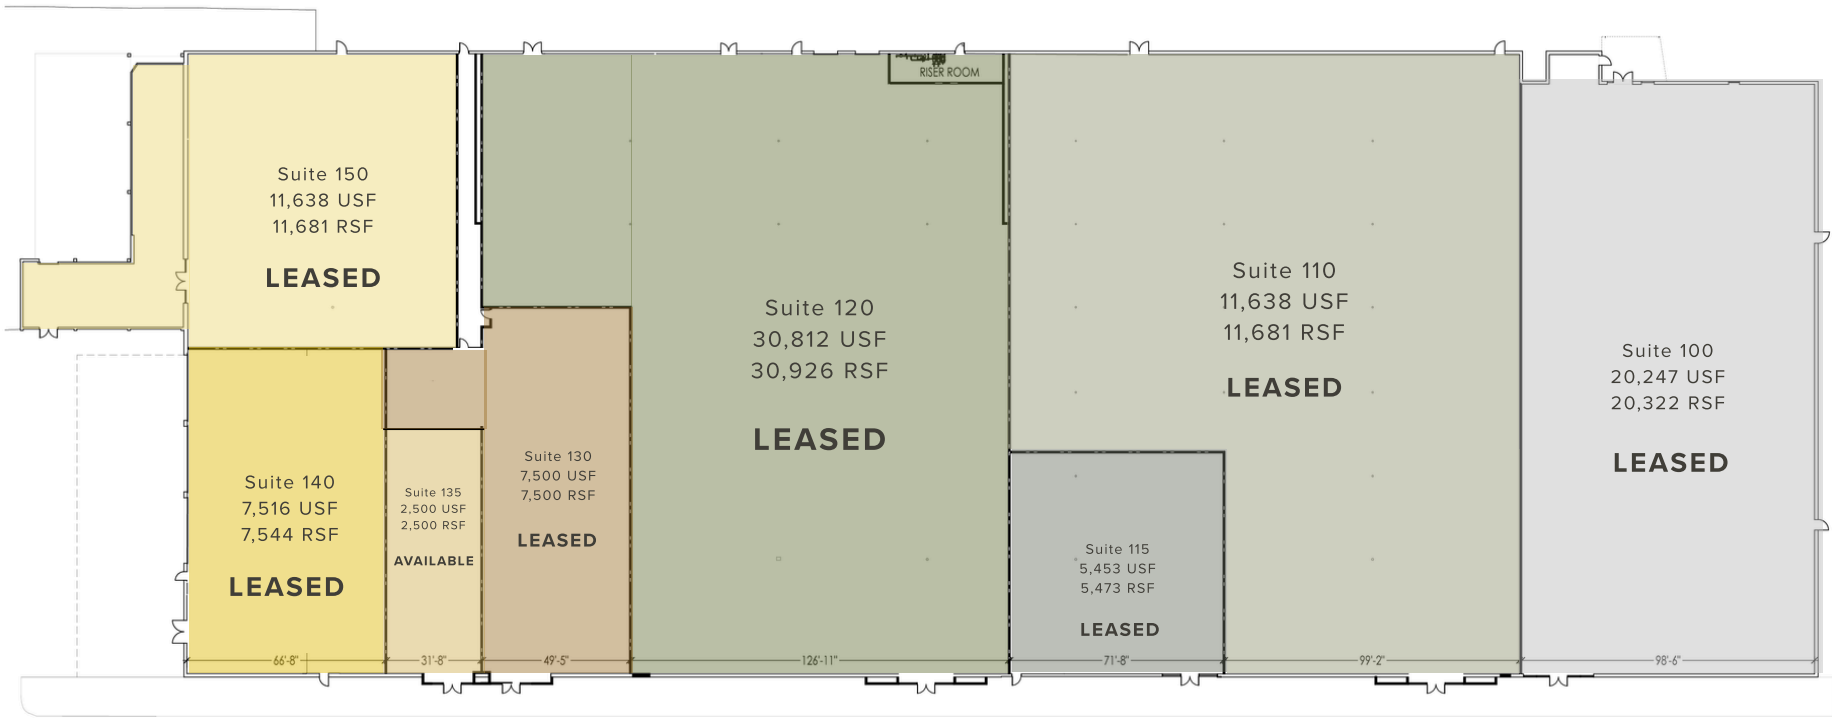 RISER ROOM
Suite 150
11,638 USF
11,681 RSF
LEASED
Suite 120
30,812 USF
30,926 RSF
LEASED
Suite 110
11,638 USF
11,681 RSF
LEASED
Suite 100
20,247 USF
20,322 RSF
LEASED
Suite 140
7,516 USF
7,544 RSF
LEASED
Suite 135
2,500 USF
2,500 RSF
AVAILABLE
Suite 130
7,500 USF
7,500 RSF
LEASED
Suite 115
5,453 USF
5,473 RSF
LEASED
66'-8"
31'-8"
49'-5"
126'-11"
71'-8"
99'-2"
98'-6"